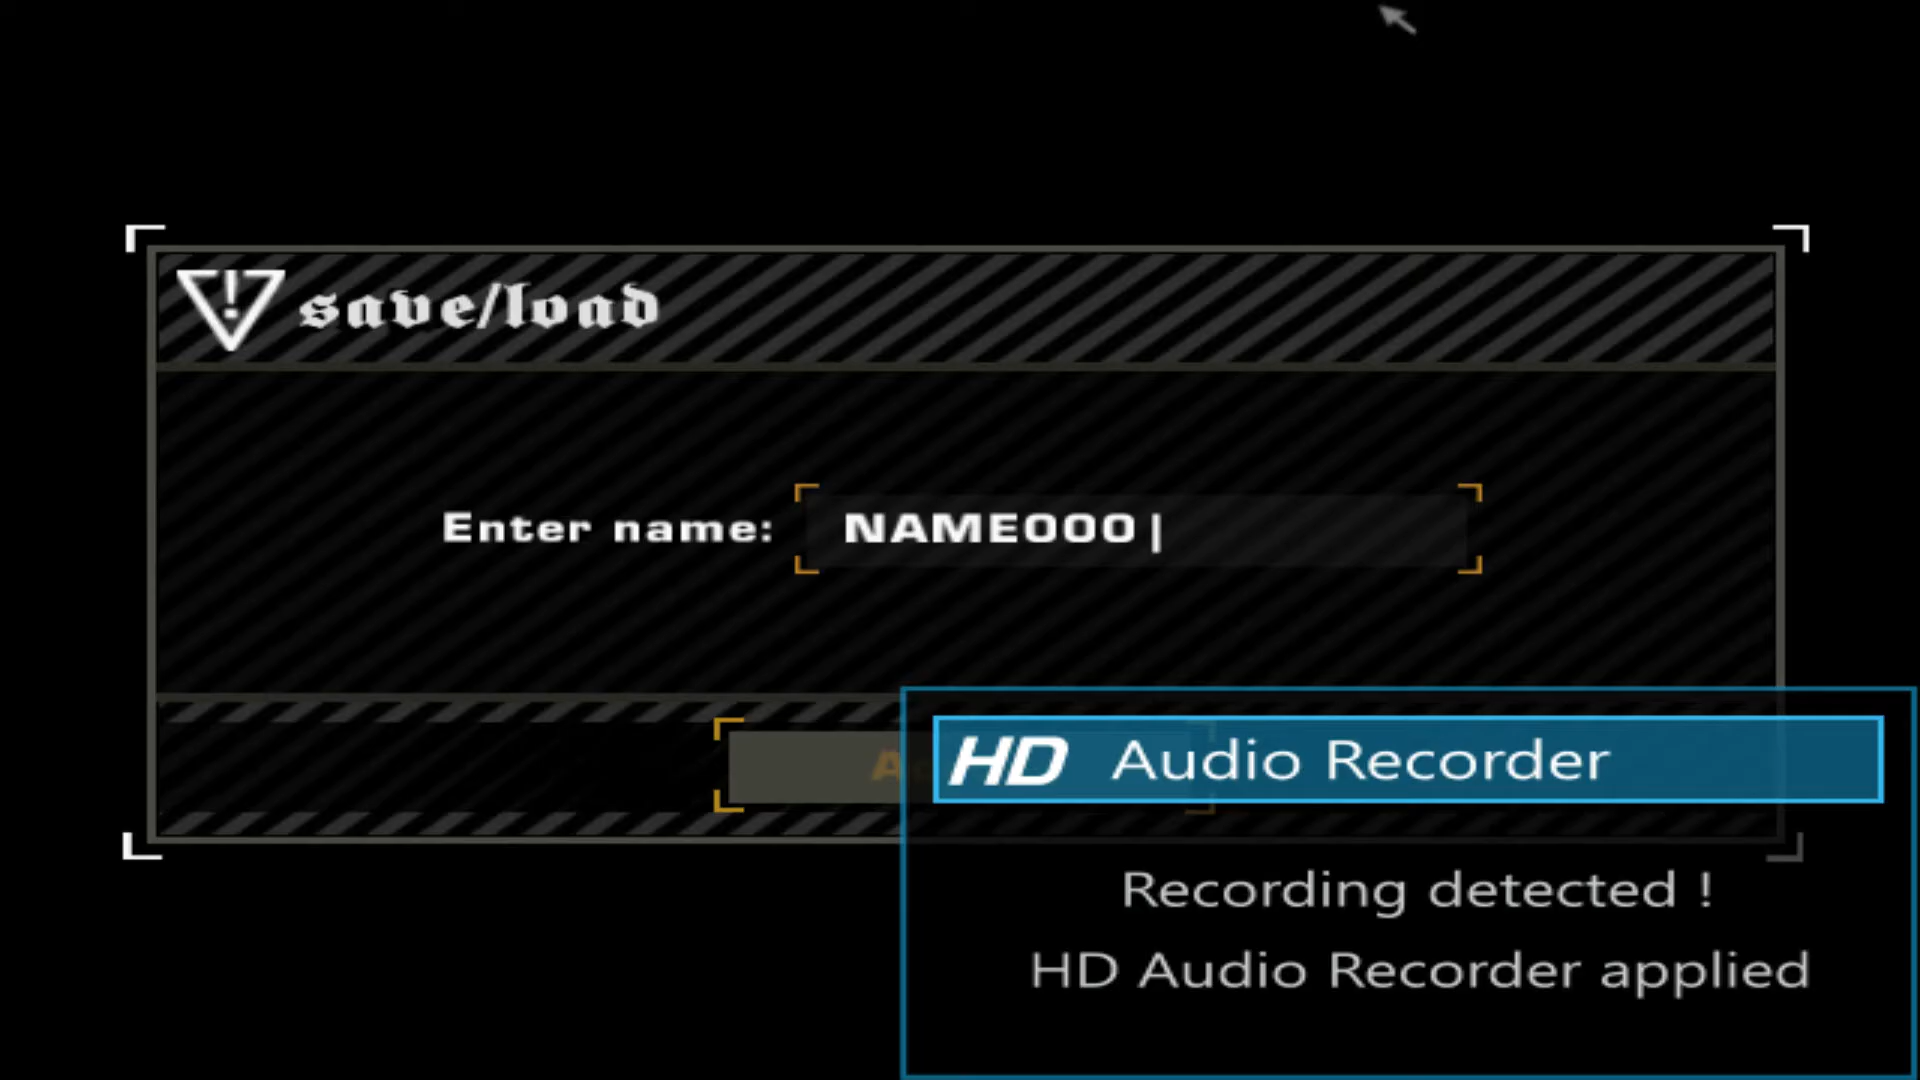 save/load
Enter name: NAME000
HD Audio Recorder
Recording detected !
HD Audio Recorder applied